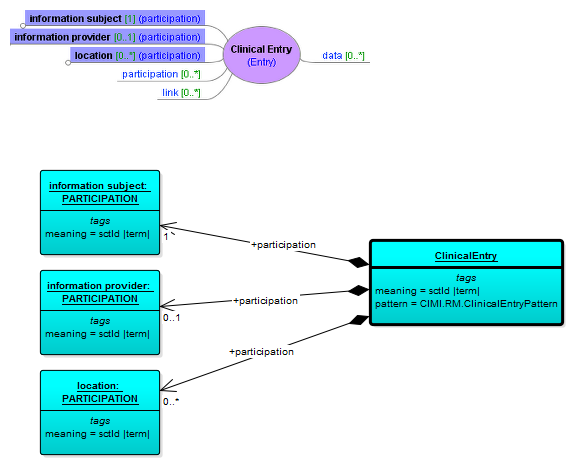 information subject [1] (participation)
information provider [0..1] (participation)
location [0..*] (participation)
participation [0..*]
link [0..*]
Clinical Entry
(Entry)
data [0..*]
information subject:
PARTICIPATION
tags
meaning = sctId |term|
1
+participation
information provider:
PARTICIPATION
tags
meaning = sctId |term|
0..1
+participation
location:
PARTICIPATION
tags
meaning = sctId |term|
0..*
+participation
ClinicalEntry
tags
meaning = sctId |term|
pattern = CIMI.RM.ClinicalEntryPattern